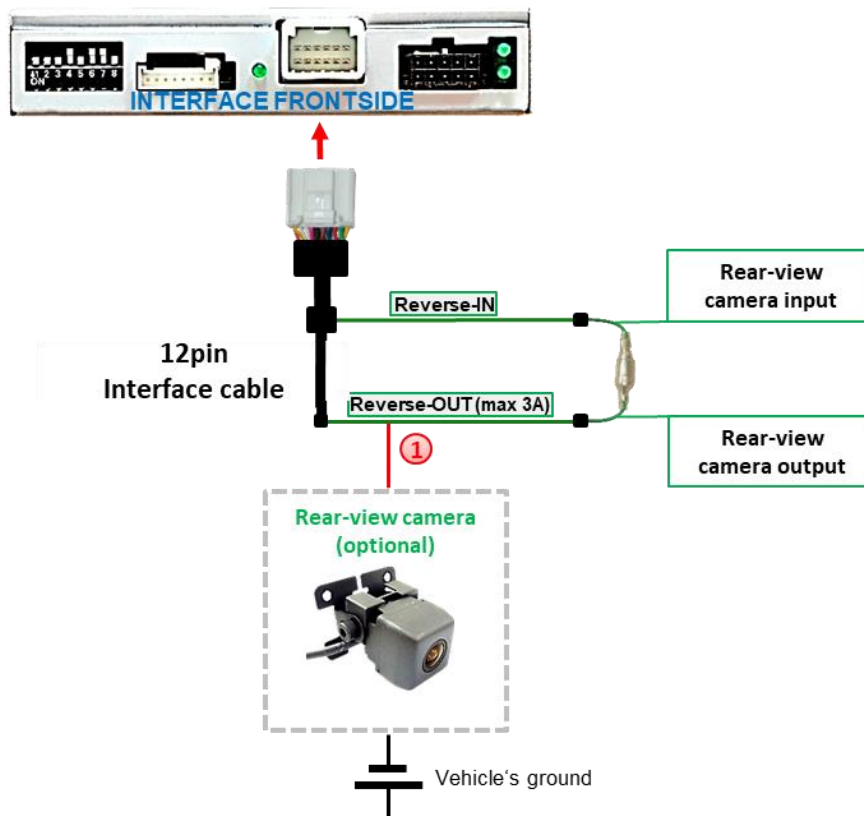 A1 2 3 4 5 6 7 8
ON
INTERFACE FRONTSIDE
Reverse-IN
Rear-view
camera input
12pin
Interface cable
Reverse-OUT(max 3A)
1
Rear-view
camera output
Rear-view camera
(optional)
Vehicle‘s ground